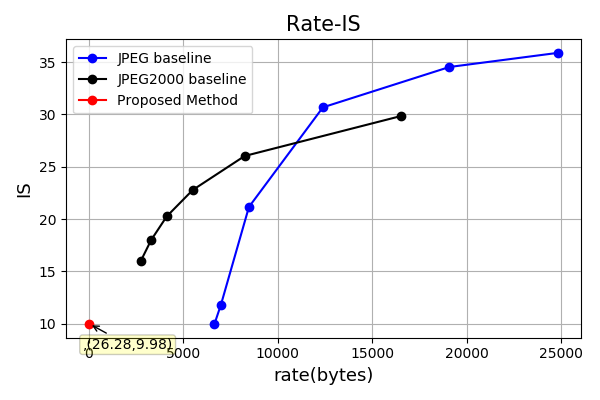 Rate-IS
JPEG baseline
JPEG2000 baseline
Proposed Method
35
30
25
20
15
10
IS
,(26.28,9.98)
0 5000 10000 15000 20000 25000
rate(bytes)